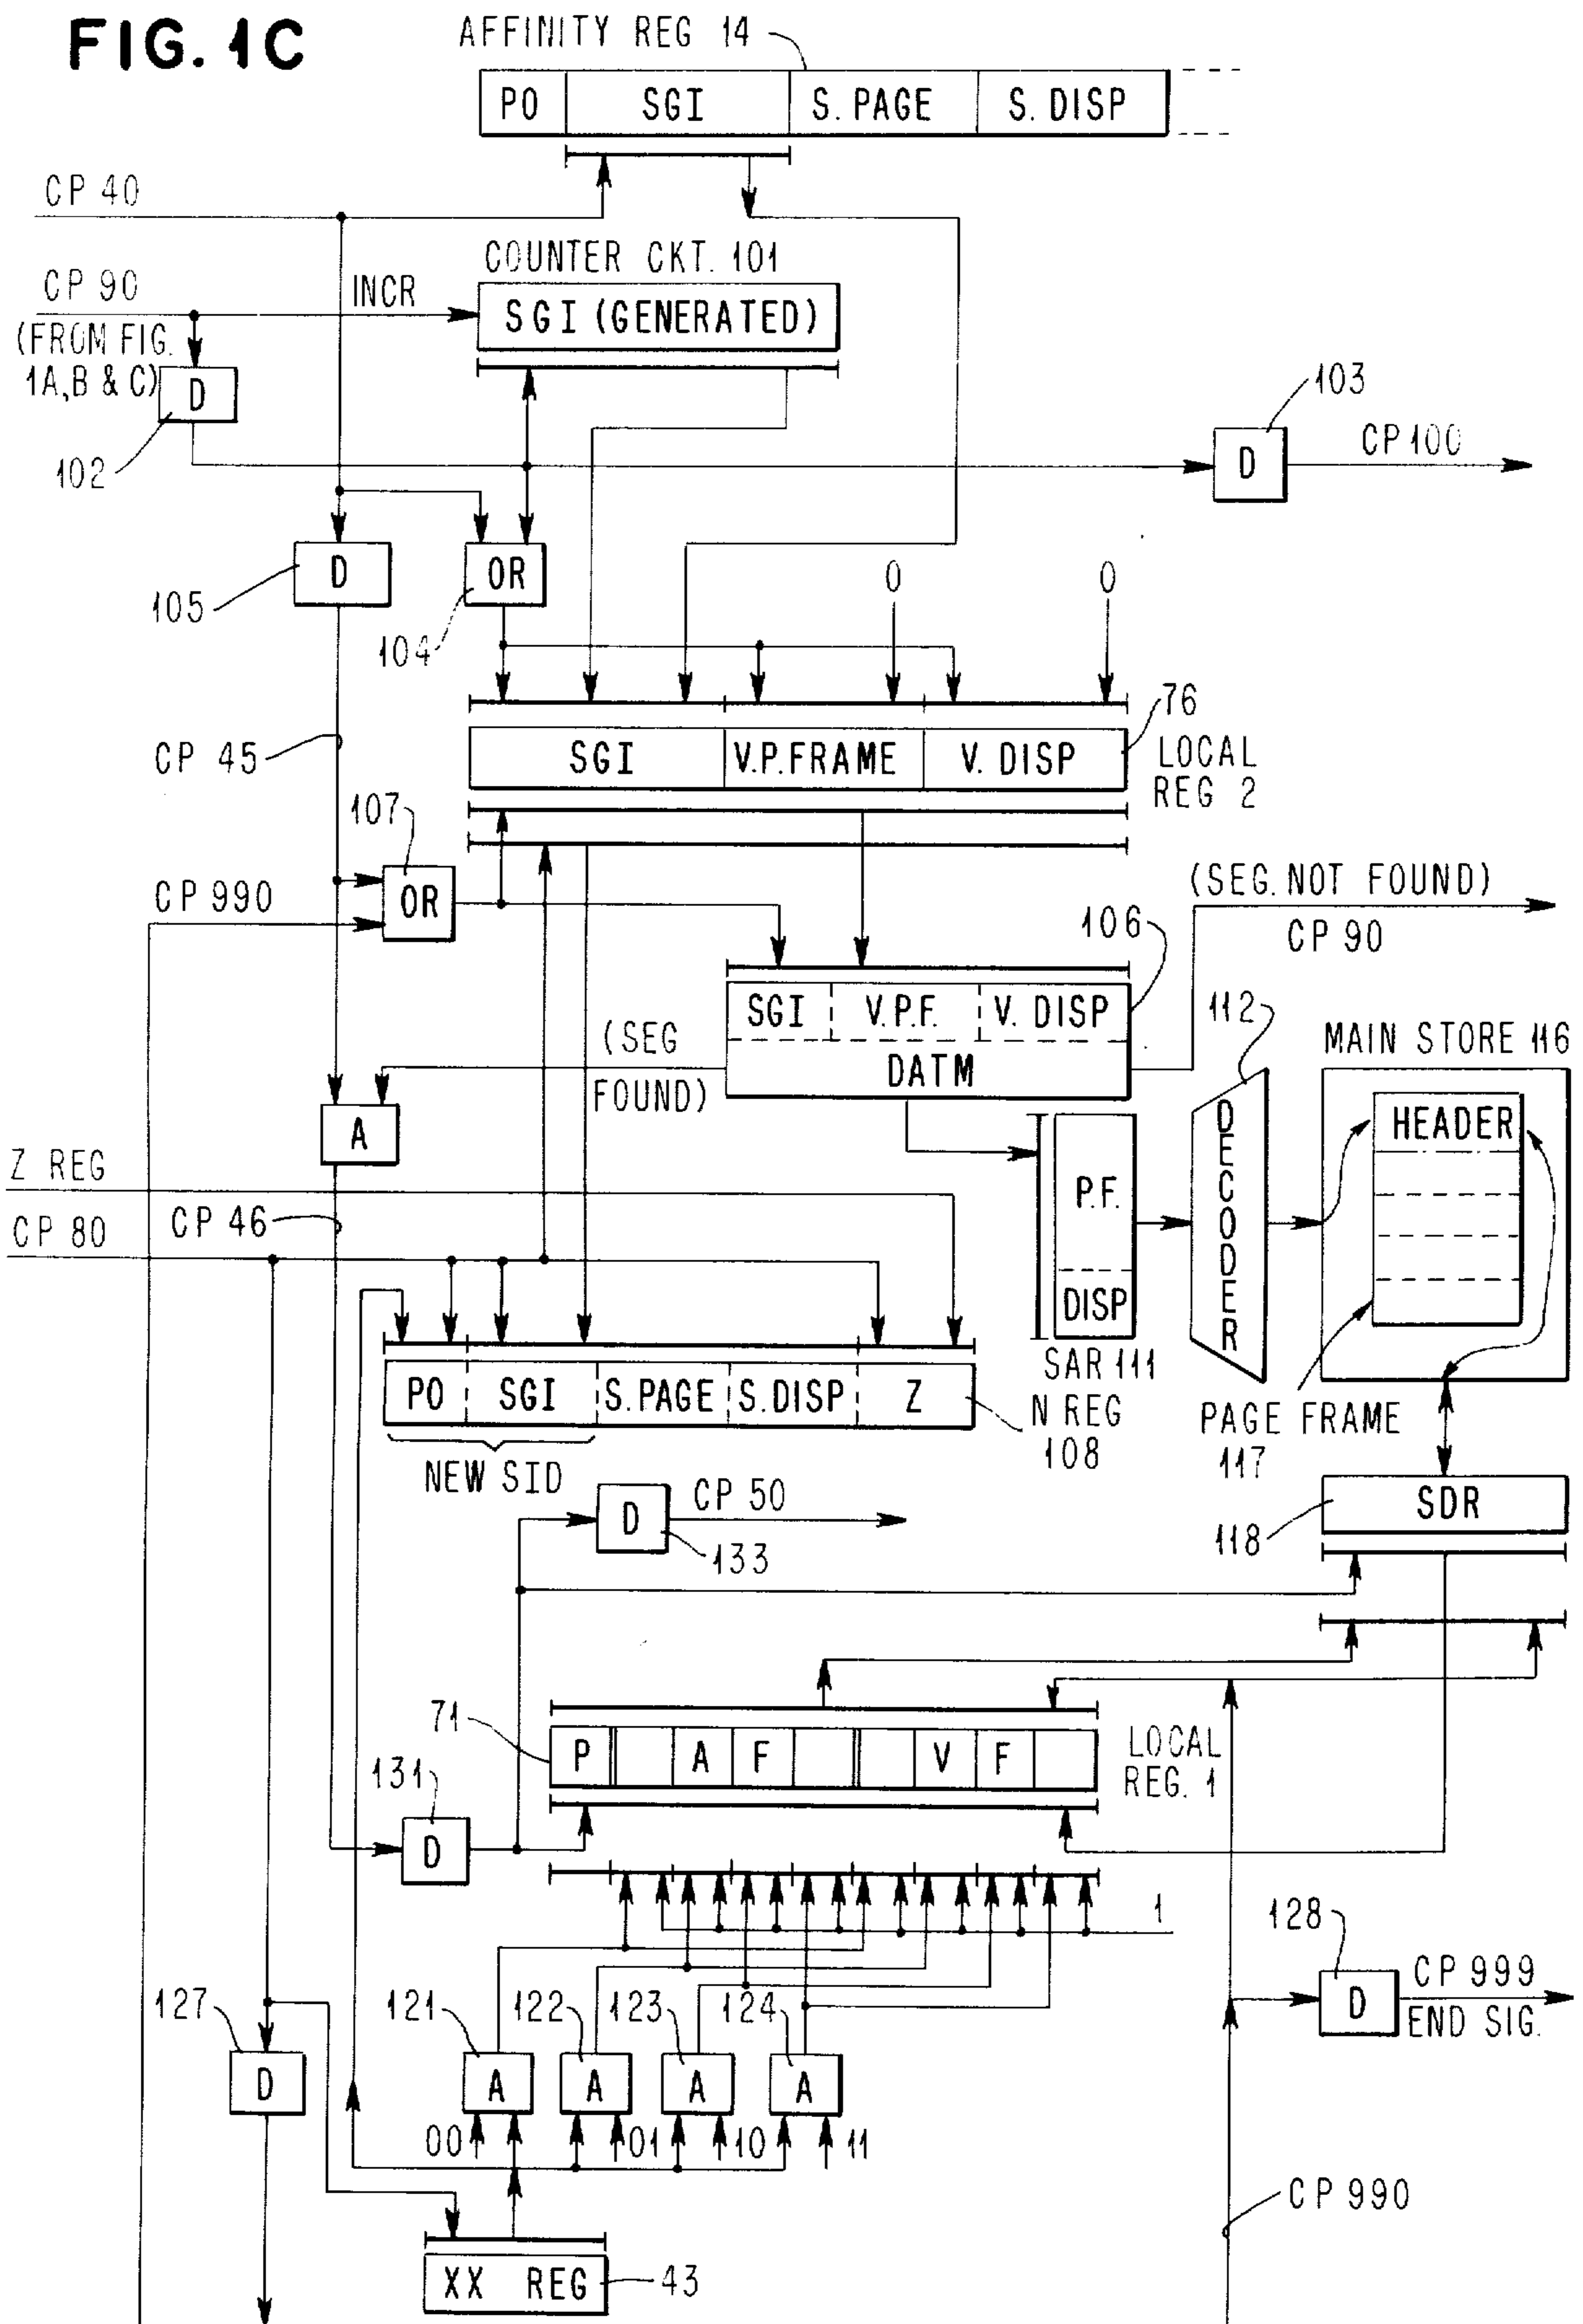 FIG. 1C
AFFINITY REG 14
PO SGI S. PAGE S. DISP
CP 40
COUNTER CKT. 101
CP 90 INCR
SGI (GENERATED)
(FROM FIG.
1A,B & C)
D
102
103
D
CP 100
D
105
OR
104
0 0
76
SGI V.P.FRAME V. DISP
LOCAL
REG 2
CP 45
107
OR
CP 990
(SEG. NOT FOUND)
CP 90
106
SGI V.P.F. V. DISP
DATM
(SEG
FOUND)
112
MAIN STORE 116
DECODER
HEADER
A
Z REG
CP 46
CP 80
P.F.
DISP
SAR 111
PO SGI S.PAGE S.DISP Z
N REG
108
NEW SID
PAGE FRAME
117
D
CP 50
133
SDR
118
71
P A F V F
LOCAL
REG. 1
131
D
1
128
D
CP 999
END SIG.
127
D
121 122 123 124
A A A A
00 01 10 11
CP 990
XX REG
43